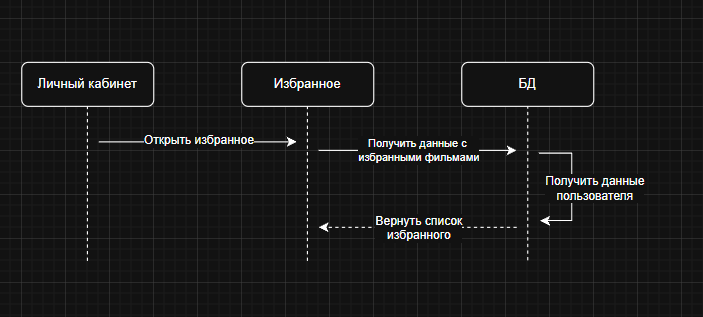 Личный кабинет
Избранное
БД
Открыть избранное
Получить данные с
избранными фильмами
Получить данные
пользователя
Вернуть список
избранного